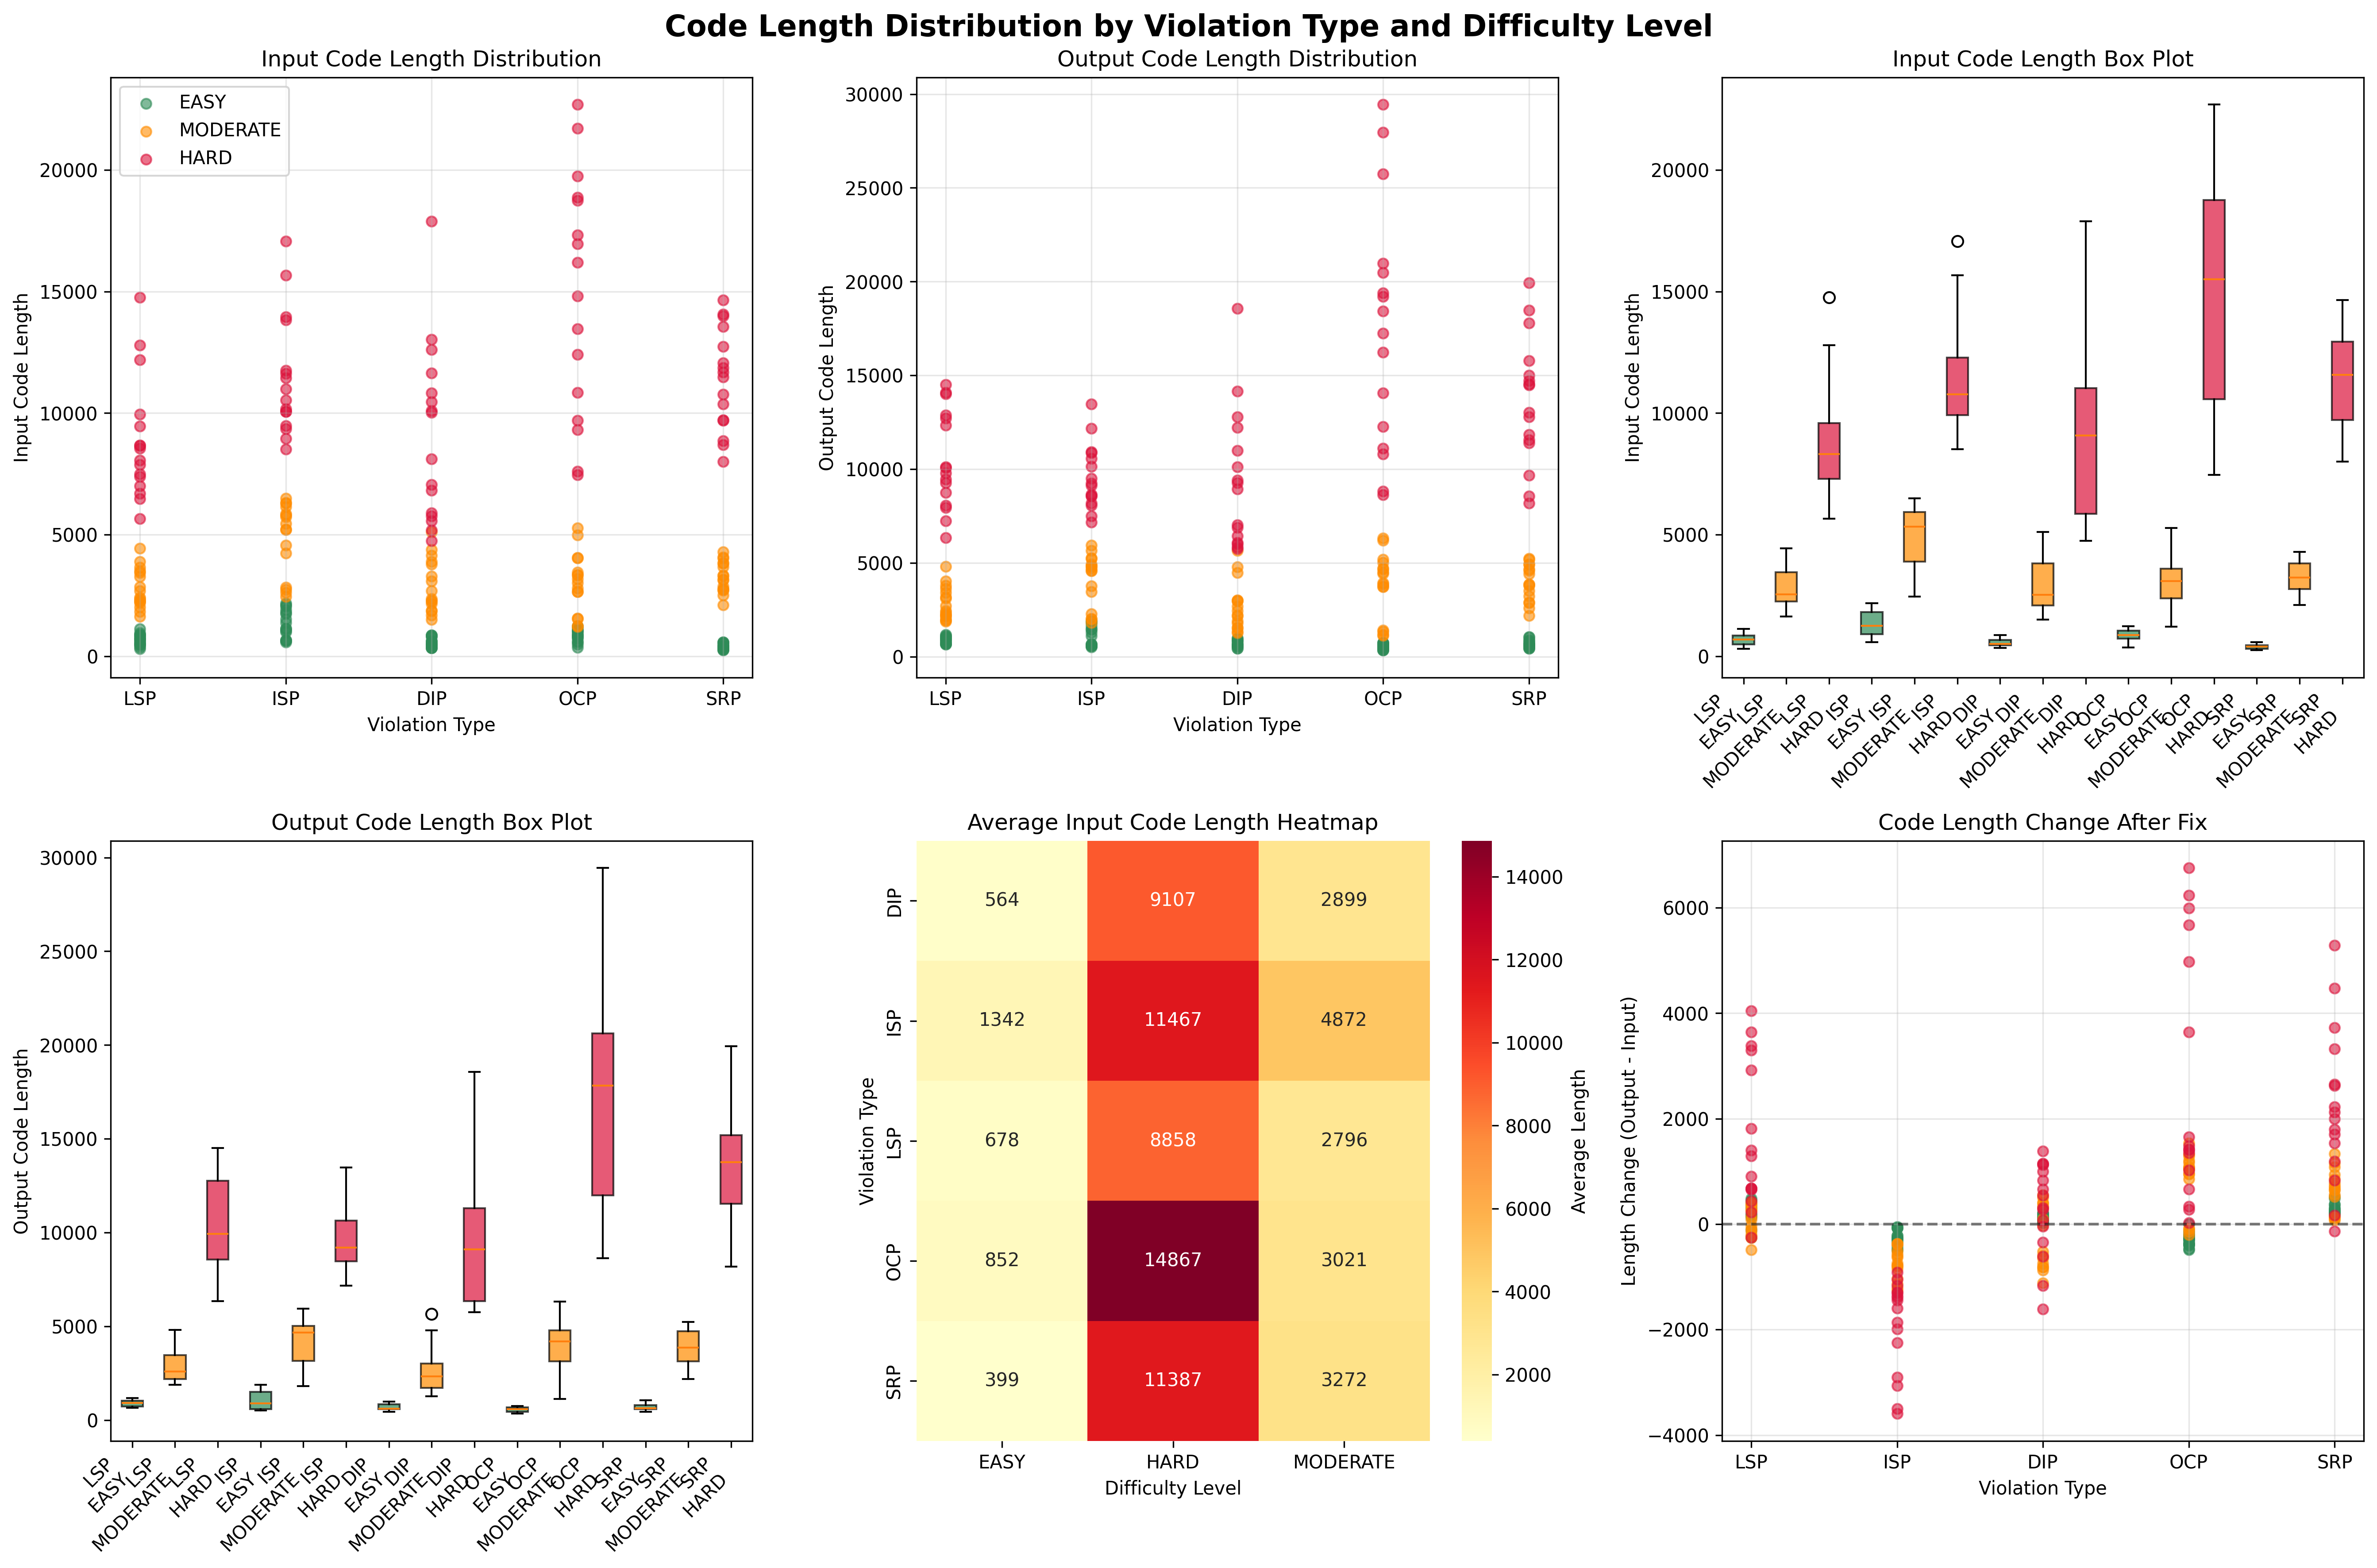 Code Length Distribution by Violation Type and Difficulty Level
Input Code Length Distribution
EASY
MODERATE
HARD
20000
15000
10000
5000
0
Input Code Length
LSP ISP DIP OCP SRP
Violation Type
Output Code Length Distribution
30000
25000
20000
15000
10000
5000
0
Output Code Length
LSP ISP DIP OCP SRP
Violation Type
Input Code Length Box Plot
20000
15000
10000
5000
0
Input Code Length
LSP
EASY
LSP
MODERATE
LSP
HARD
ISP
EASY
ISP
MODERATE
ISP
HARD
DIP
EASY
DIP
MODERATE
DIP
HARD
OCP
EASY
OCP
MODERATE
OCP
HARD
SRP
EASY
SRP
MODERATE
SRP
HARD
Output Code Length Box Plot
30000
25000
20000
15000
10000
5000
0
Output Code Length
LSP
EASY
LSP
MODERATE
LSP
HARD
ISP
EASY
ISP
MODERATE
ISP
HARD
DIP
EASY
DIP
MODERATE
DIP
HARD
OCP
EASY
OCP
MODERATE
OCP
HARD
SRP
EASY
SRP
MODERATE
SRP
HARD
Average Input Code Length Heatmap
Violation Type
DIP 564 9107 2899
ISP 1342 11467 4872
LSP 678 8858 2796
OCP 852 14867 3021
SRP 399 11387 3272
EASY HARD MODERATE
Difficulty Level
14000
12000
10000
8000
6000
4000
2000
Average Length
Code Length Change After Fix
6000
4000
2000
0
−2000
−4000
Length Change (Output - Input)
LSP ISP DIP OCP SRP
Violation Type